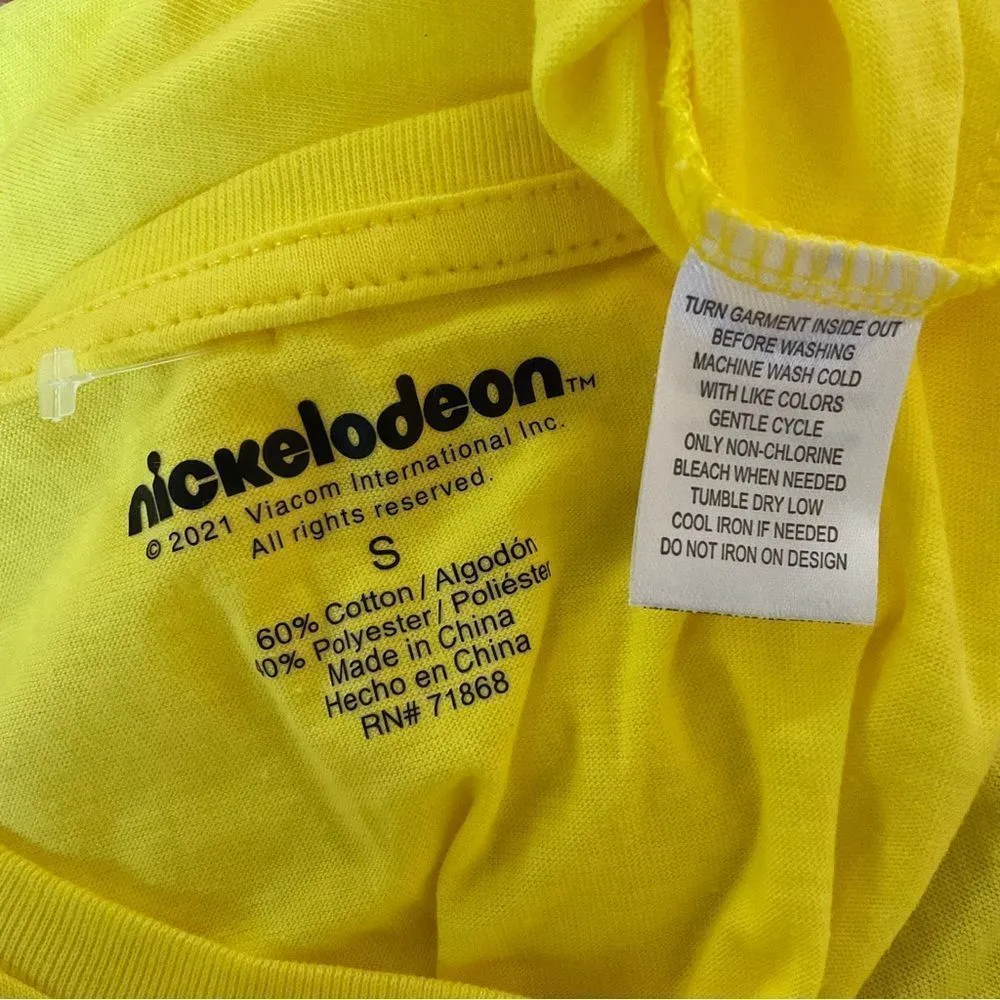 nickelodeon™
© 2021 Viacom International Inc.
All rights reserved.
S
60% Cotton / Algodón
0% Polyester / Poliéster
Made in China
Hecho en China
RN# 71868
TURN GARMENT INSIDE OUT
BEFORE WASHING
MACHINE WASH COLD
WITH LIKE COLORS
GENTLE CYCLE
ONLY NON-CHLORINE
BLEACH WHEN NEEDED
TUMBLE DRY LOW
COOL IRON IF NEEDED
DO NOT IRON ON DESIGN